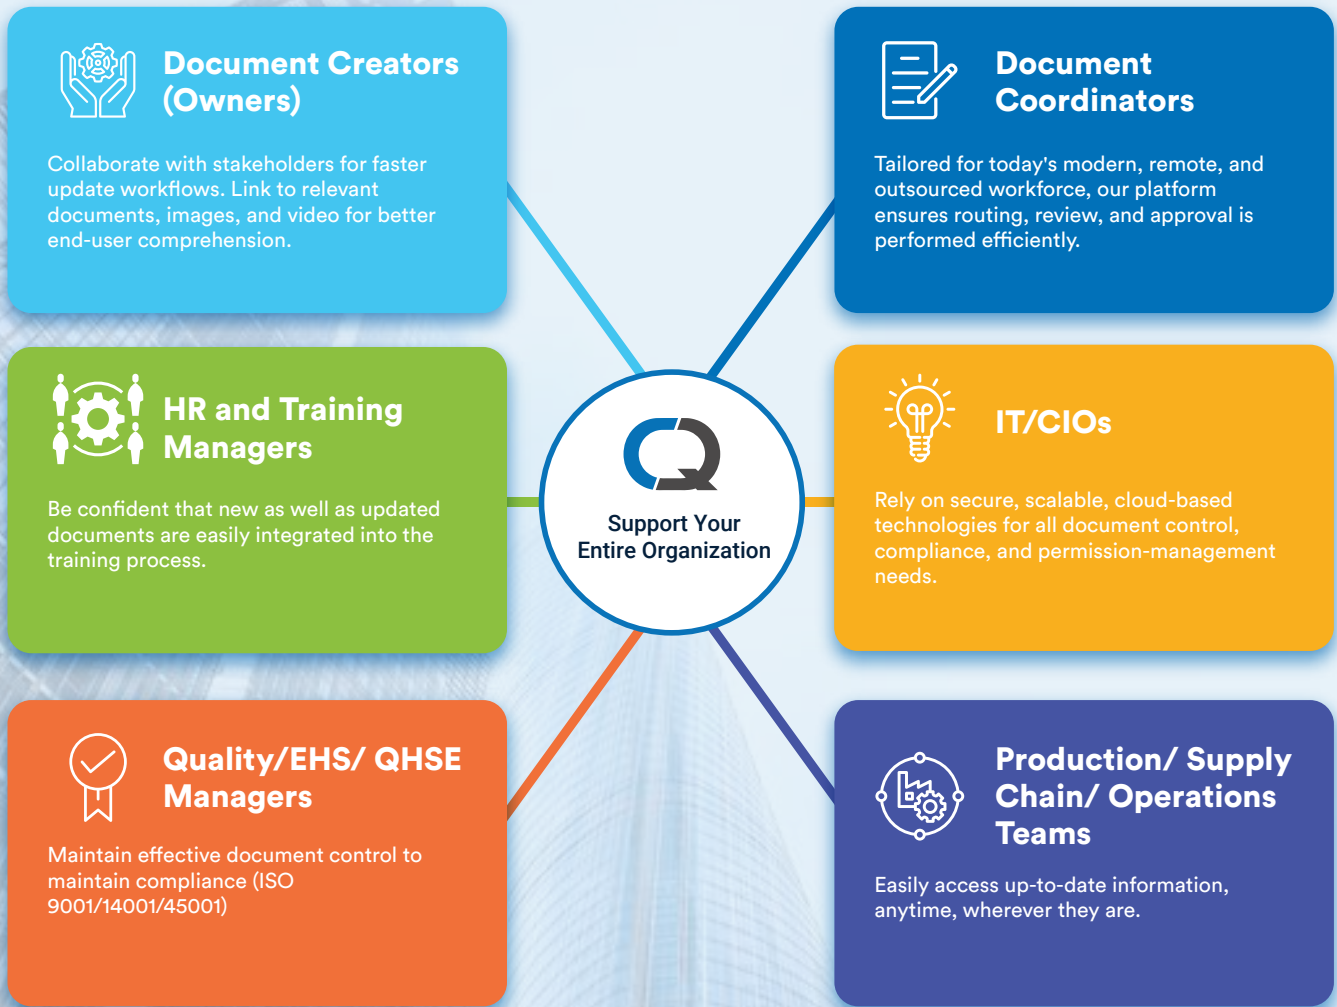 Document Creators
(Owners)
Collaborate with stakeholders for faster
update workflows. Link to relevant
documents, images, and video for better
end-user comprehension.
Document
Coordinators
Tailored for today's modern, remote, and
outsourced workforce, our platform
ensures routing, review, and approval is
performed efficiently.
HR and Training
Managers
Be confident that new as well as updated
documents are easily integrated into the
training process.
CQ
Support Your
Entire Organization
IT/CIOs
Rely on secure, scalable, cloud-based
technologies for all document control,
compliance, and permission-management
needs.
Quality/EHS/ QHSE
Managers
Maintain effective document control to
maintain compliance (ISO
9001/14001/45001)
Production/ Supply
Chain/ Operations
Teams
Easily access up-to-date information,
anytime, wherever they are.